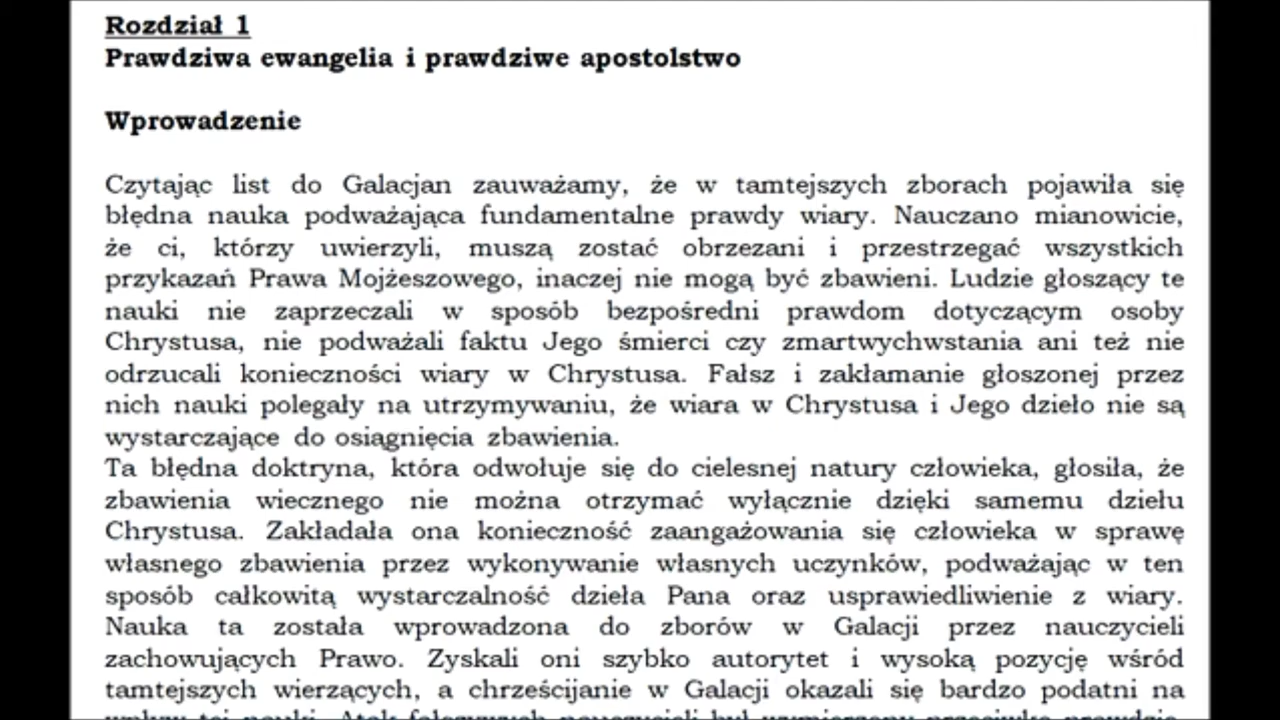 Rozdział 1
Prawdziwa ewangelia i prawdziwe apostolstwo
Wprowadzenie
Czytając list do Galacjan zauważamy, że w tamtejszych zborach pojawiła się
błędna nauka podważająca fundamentalne prawdy wiary. Nauczano mianowicie,
że ci, którzy uwierzyli, muszą zostać obrzezani i przestrzegać wszystkich
przykazań Prawa Mojżeszowego, inaczej nie mogą być zbawieni. Ludzie głoszący te
nauki nie zaprzeczali w sposób bezpośredni prawdom dotyczącym osoby
Chrystusa, nie podważali faktu Jego śmierci czy zmartwychwstania ani też nie
odrzucali konieczności wiary w Chrystusa. Fałsz i zakłamanie głoszonej przez
nich nauki polegały na utrzymywaniu, że wiara w Chrystusa i Jego dzieło nie są
wystarczające do osiągnięcia zbawienia.
Ta błędna doktryna, która odwołuje się do cielesnej natury człowieka, głosiła, że
zbawienia wiecznego nie można otrzymać wyłącznie dzięki samemu dziełu
Chrystusa. Zakładała ona konieczność zaangażowania się człowieka w sprawę
własnego zbawienia przez wykonywanie własnych uczynków, podważając w ten
sposób całkowitą wystarczalność dzieła Pana oraz usprawiedliwienie z wiary.
Nauka ta została wprowadzona do zborów w Galacji przez nauczycieli
zachowujących Prawo. Zyskali oni szybko autorytet i wysoką pozycję wśród
tamtejszych wierzących, a chrześcijanie w Galacji okazali się bardzo podatni na